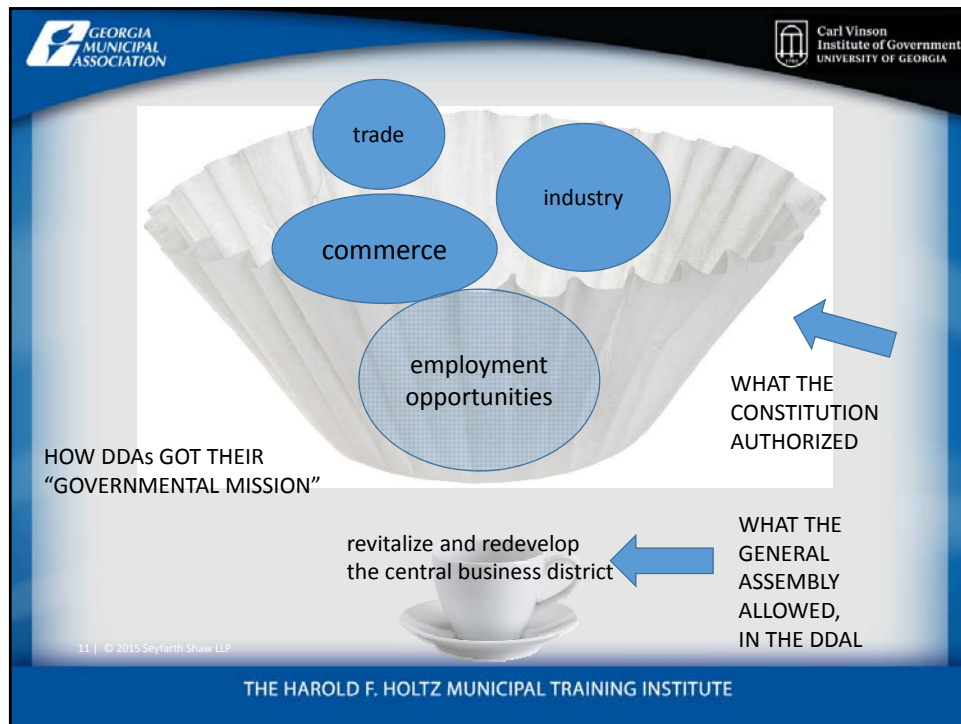 GEORGIA
MUNICIPAL
ASSOCIATION
Carl Vinson
Institute of Government
UNIVERSITY OF GEORGIA
trade
industry
commerce
employment
opportunities
WHAT THE
CONSTITUTION
AUTHORIZED
HOW DDAs GOT THEIR
“GOVERNMENTAL MISSION”
revitalize and redevelop
the central business district
WHAT THE
GENERAL
ASSEMBLY
ALLOWED,
IN THE DDAL
11 | © 2015 Seyfarth Shaw LLP
THE HAROLD F. HOLTZ MUNICIPAL TRAINING INSTITUTE